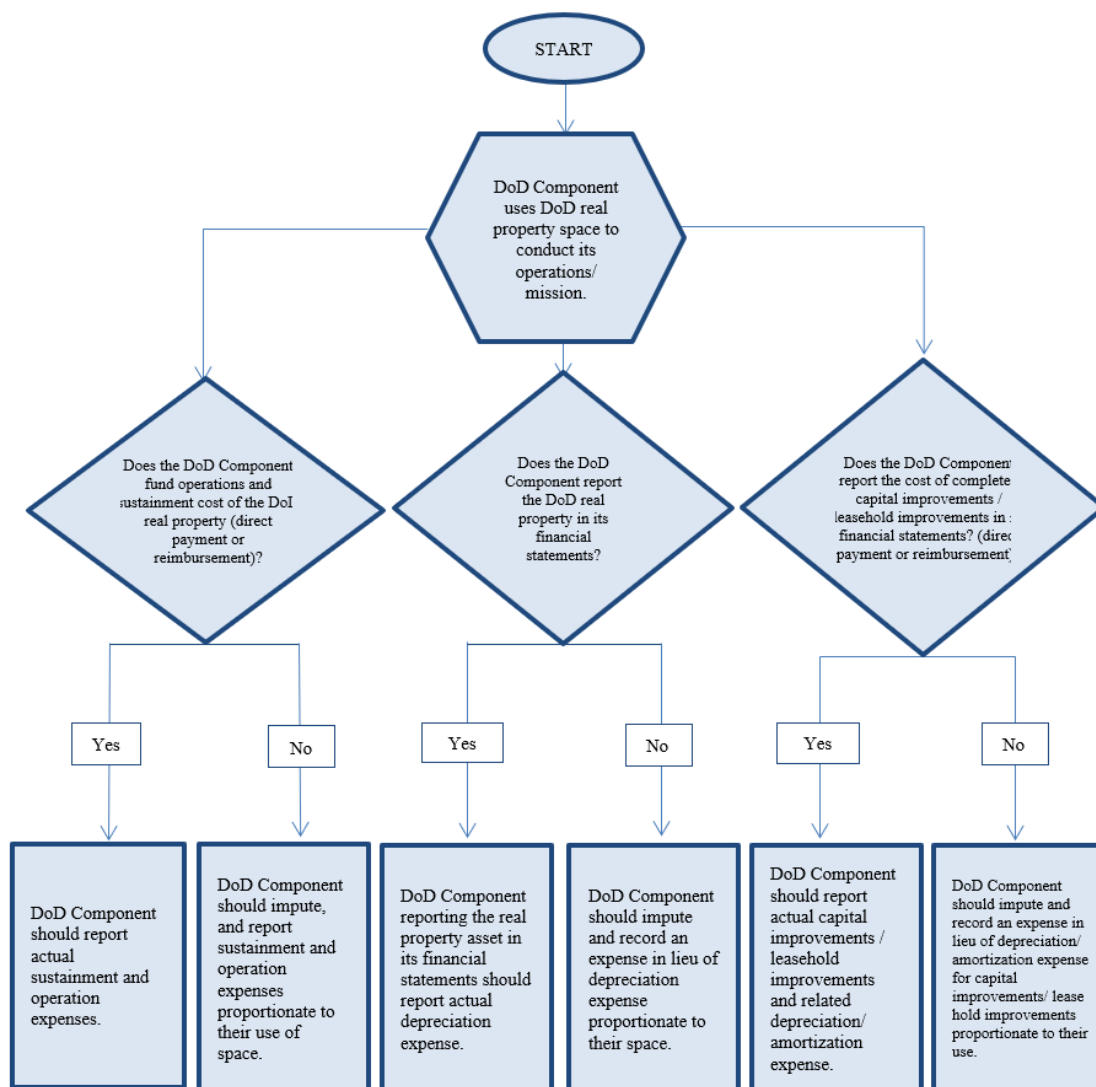 START
DoD Component
uses DoD real
property space to
conduct its
operations/
mission.
Does the DoD Component
fund operations and
sustainment cost of the
real property (direct
payment or
reimbursement)?
Does the DoD
Component report
the DoD real
property in its
financial
statements?
Does the DoD Component
report the cost of complete
capital improvements /
leasehold improvements in
financial statements? (direc
payment or reimbursement)
Yes
No
Yes
No
Yes
No
DoD Component
should report
actual
sustainment and
operation
expenses.
DoD Component
should impute,
and report
sustainment and
operation
expenses
proportionate to
their use of
space.
DoD Component
reporting the real
property asset in
its financial
statements should
report actual
depreciation
expense.
DoD Component
should impute
and record an
expense in lieu of
depreciation
expense
proportionate to
their space.
DoD Component
should report
actual capital
improvements /
leasehold
improvements
and related
depreciation/
amortization
expense.
DoD Component
should impute and
record an expense in
lieu of depreciation/
amortization expense
for capital
improvements/ lease
hold improvements
proportionate to their
use.